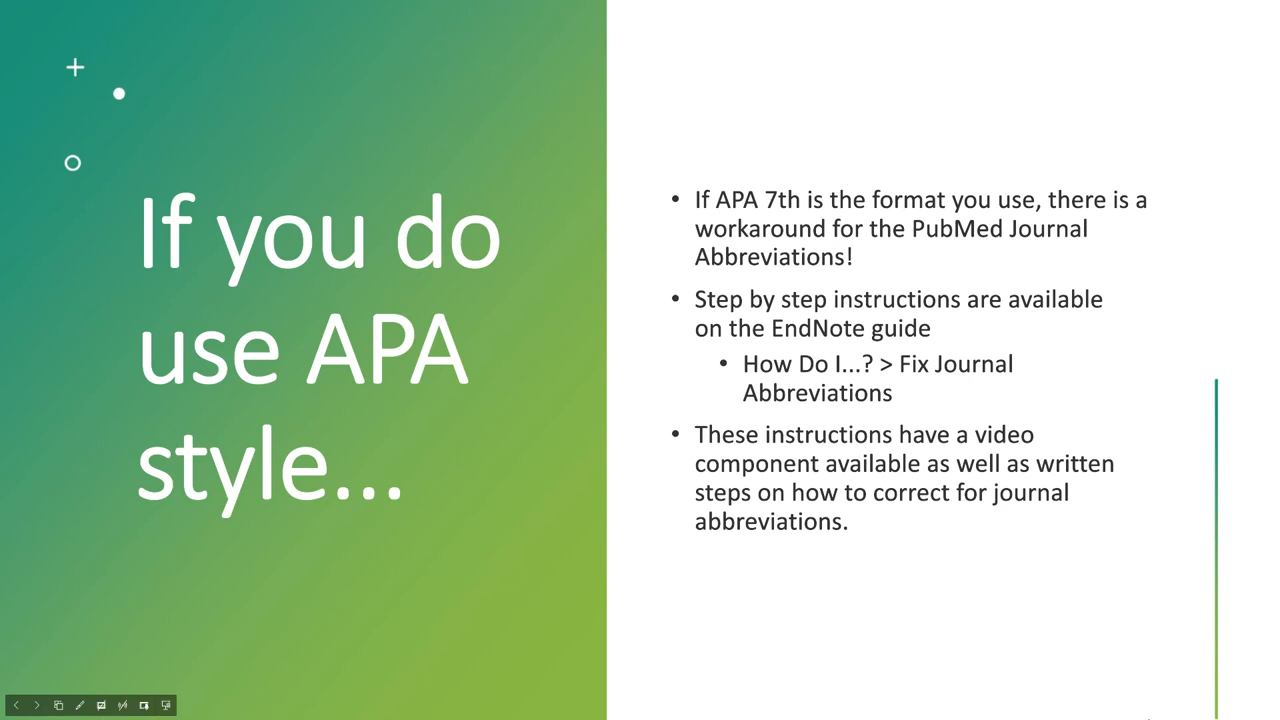 If you do
use APA
style...
• If APA 7th is the format you use, there is a
workaround for the PubMed Journal
Abbreviations!
• Step by step instructions are available
on the EndNote guide
• How Do I...? > Fix Journal
Abbreviations
• These instructions have a video
component available as well as written
steps on how to correct for journal
abbreviations.